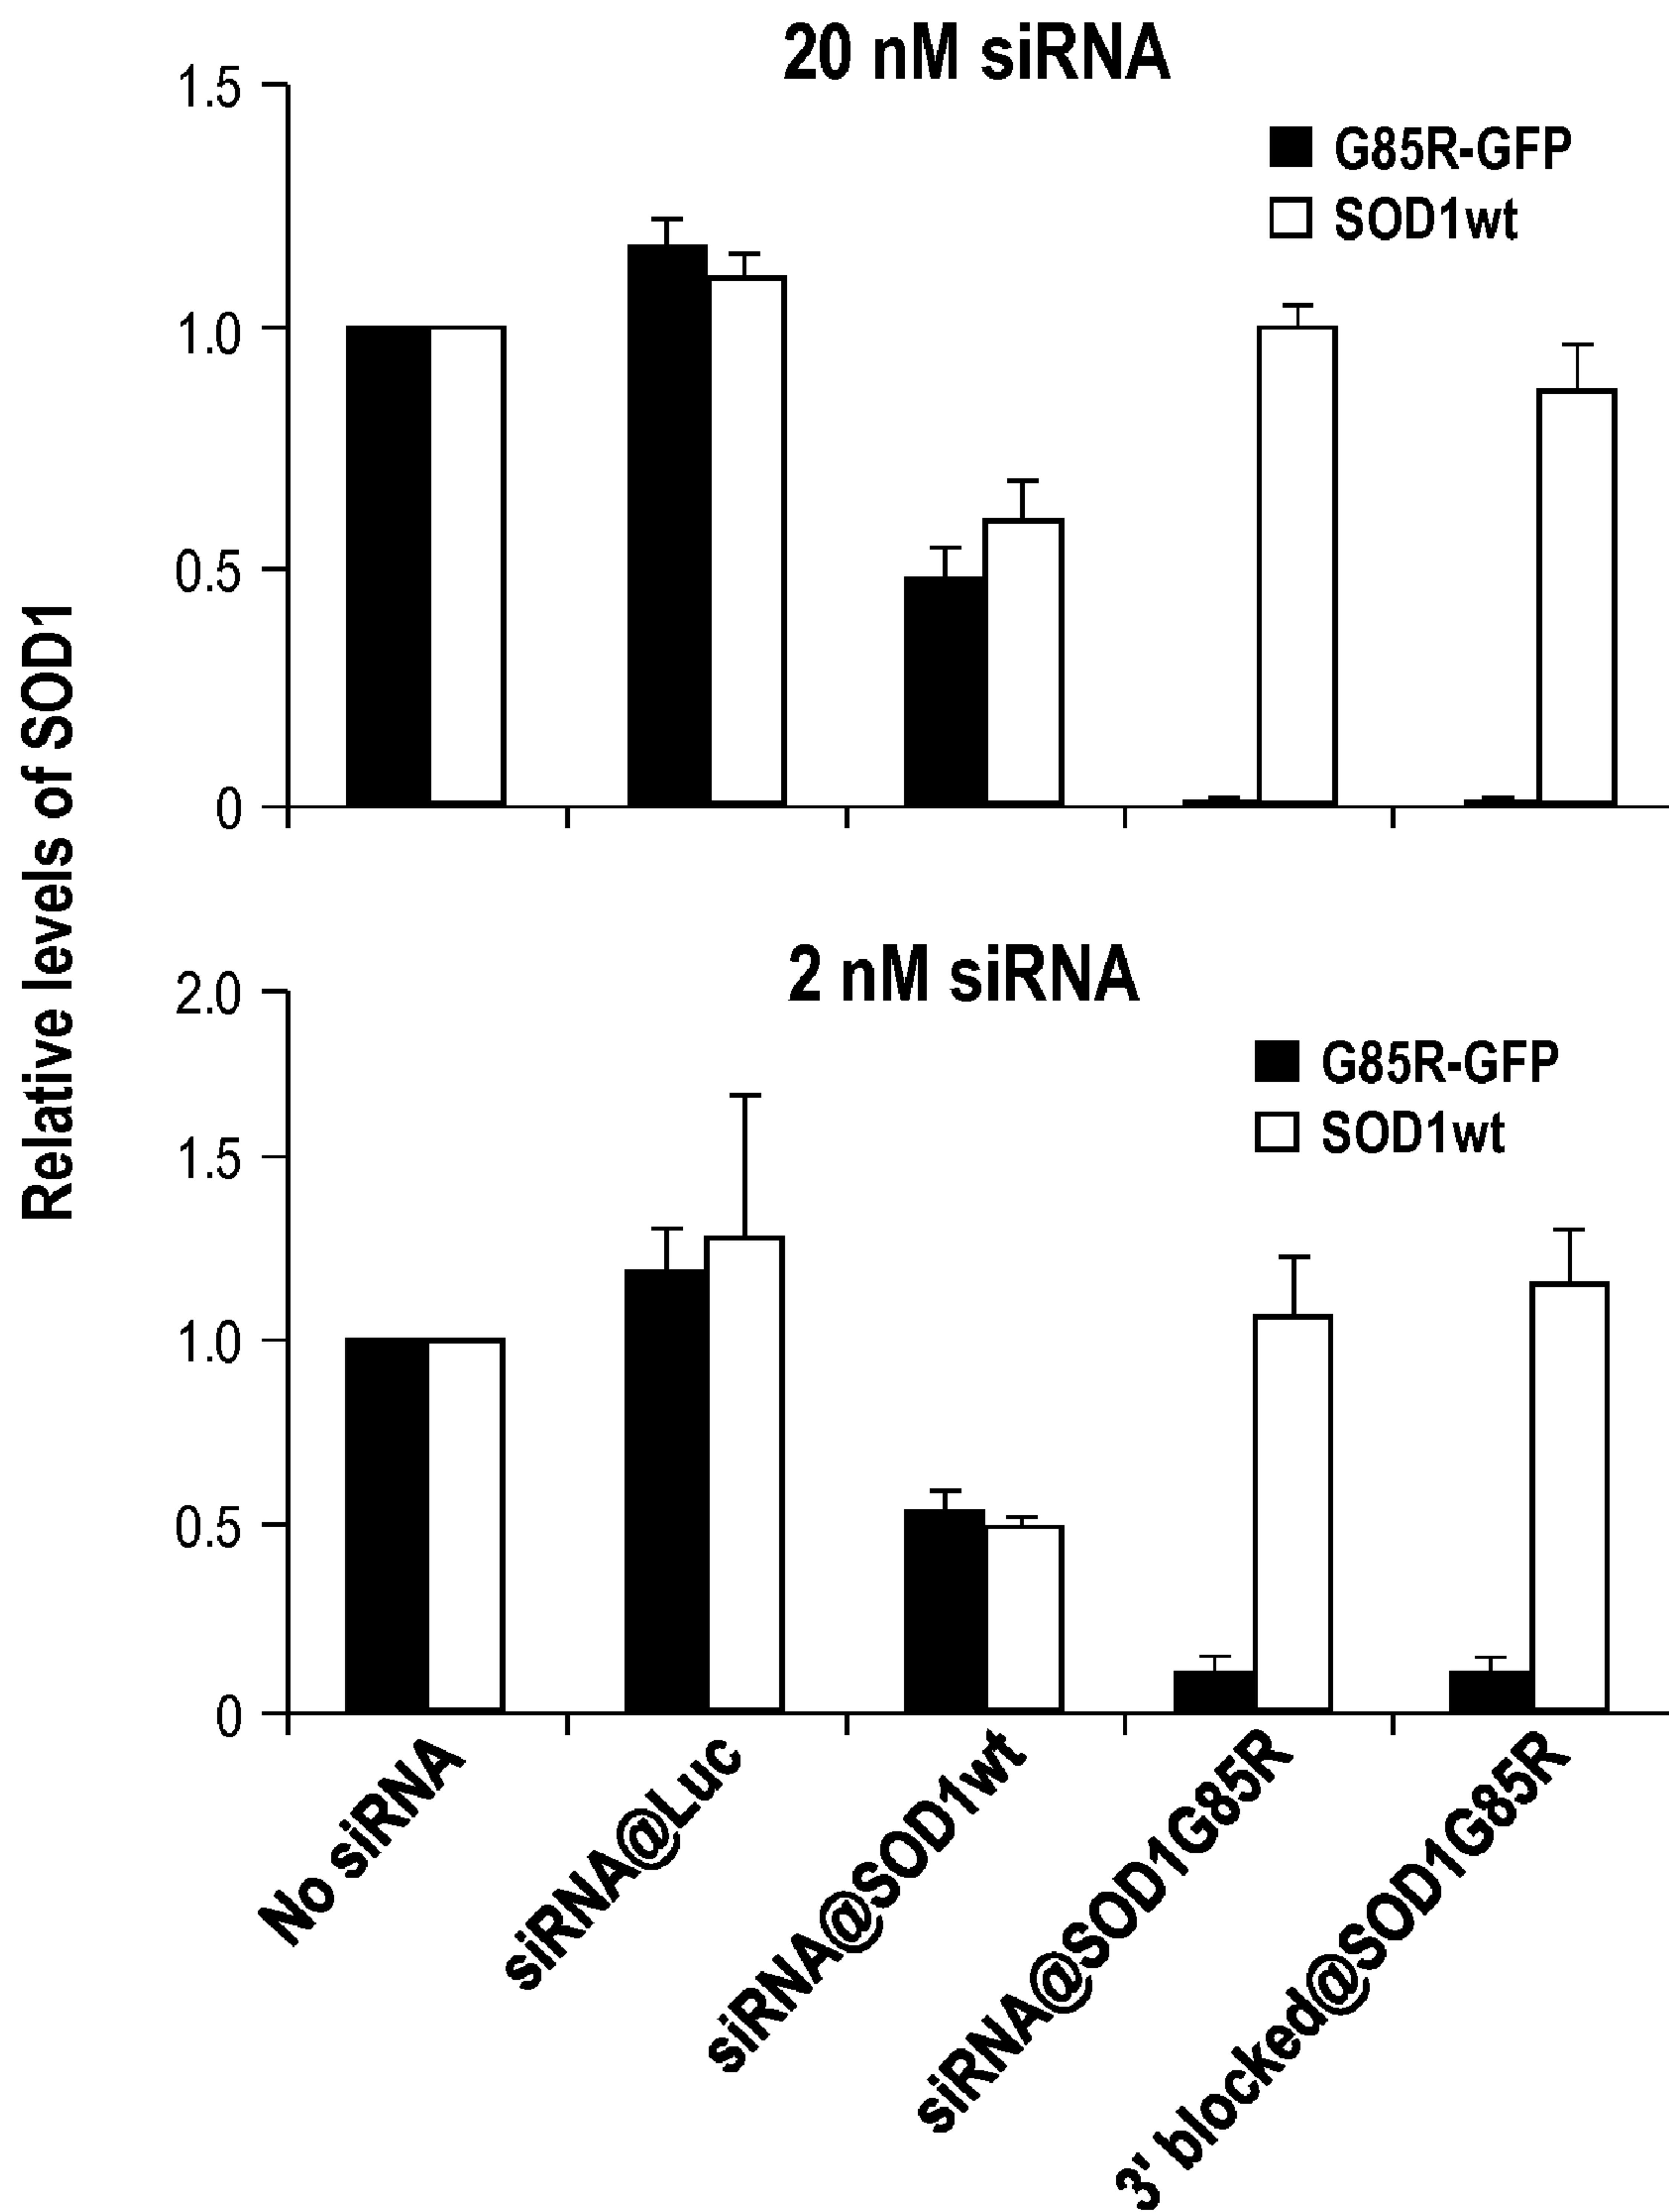 20 nM siRNA
1.5
1.0
0.5
0
G85R-GFP
SOD1wt
Relative levels of SOD1
2 nM siRNA
2.0
1.5
1.0
0.5
0
G85R-GFP
SOD1wt
No siRNA
siRNA@Luc
siRNA@SOD1wt
siRNA@SOD1G85R
3' blocked@SOD1G85R